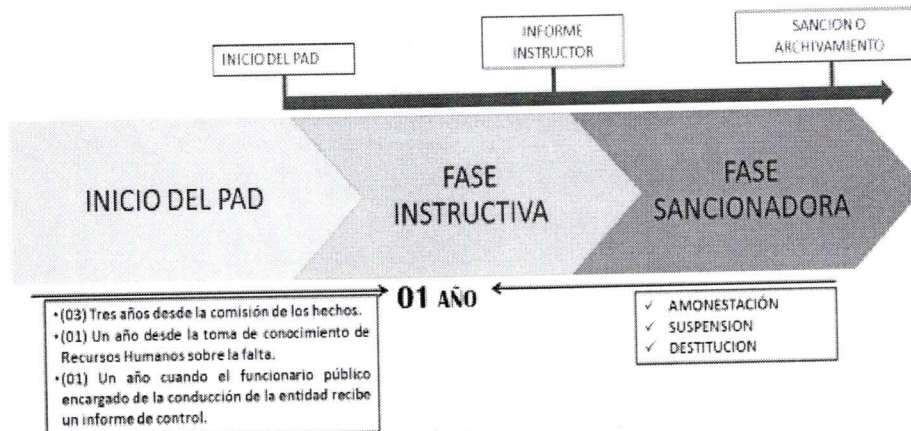 INICIO DEL PAD
INFORME
INSTRUCTOR
SANCION O
ARCHIVAMIENTO
INICIO DEL PAD
FASE
INSTRUCTIVA
FASE
SANCIONADORA
01 AÑO
•(03) Tres años desde la comisión de los hechos.
•(01) Un año desde la toma de conocimiento de
Recursos Humanos sobre la falta.
•(01) Un año cuando el funcionario público
encargado de la conducción de la entidad recibe
un informe de control.
✓ AMONESTACIÓN
✓ SUSPENSION
✓ DESTITUCION